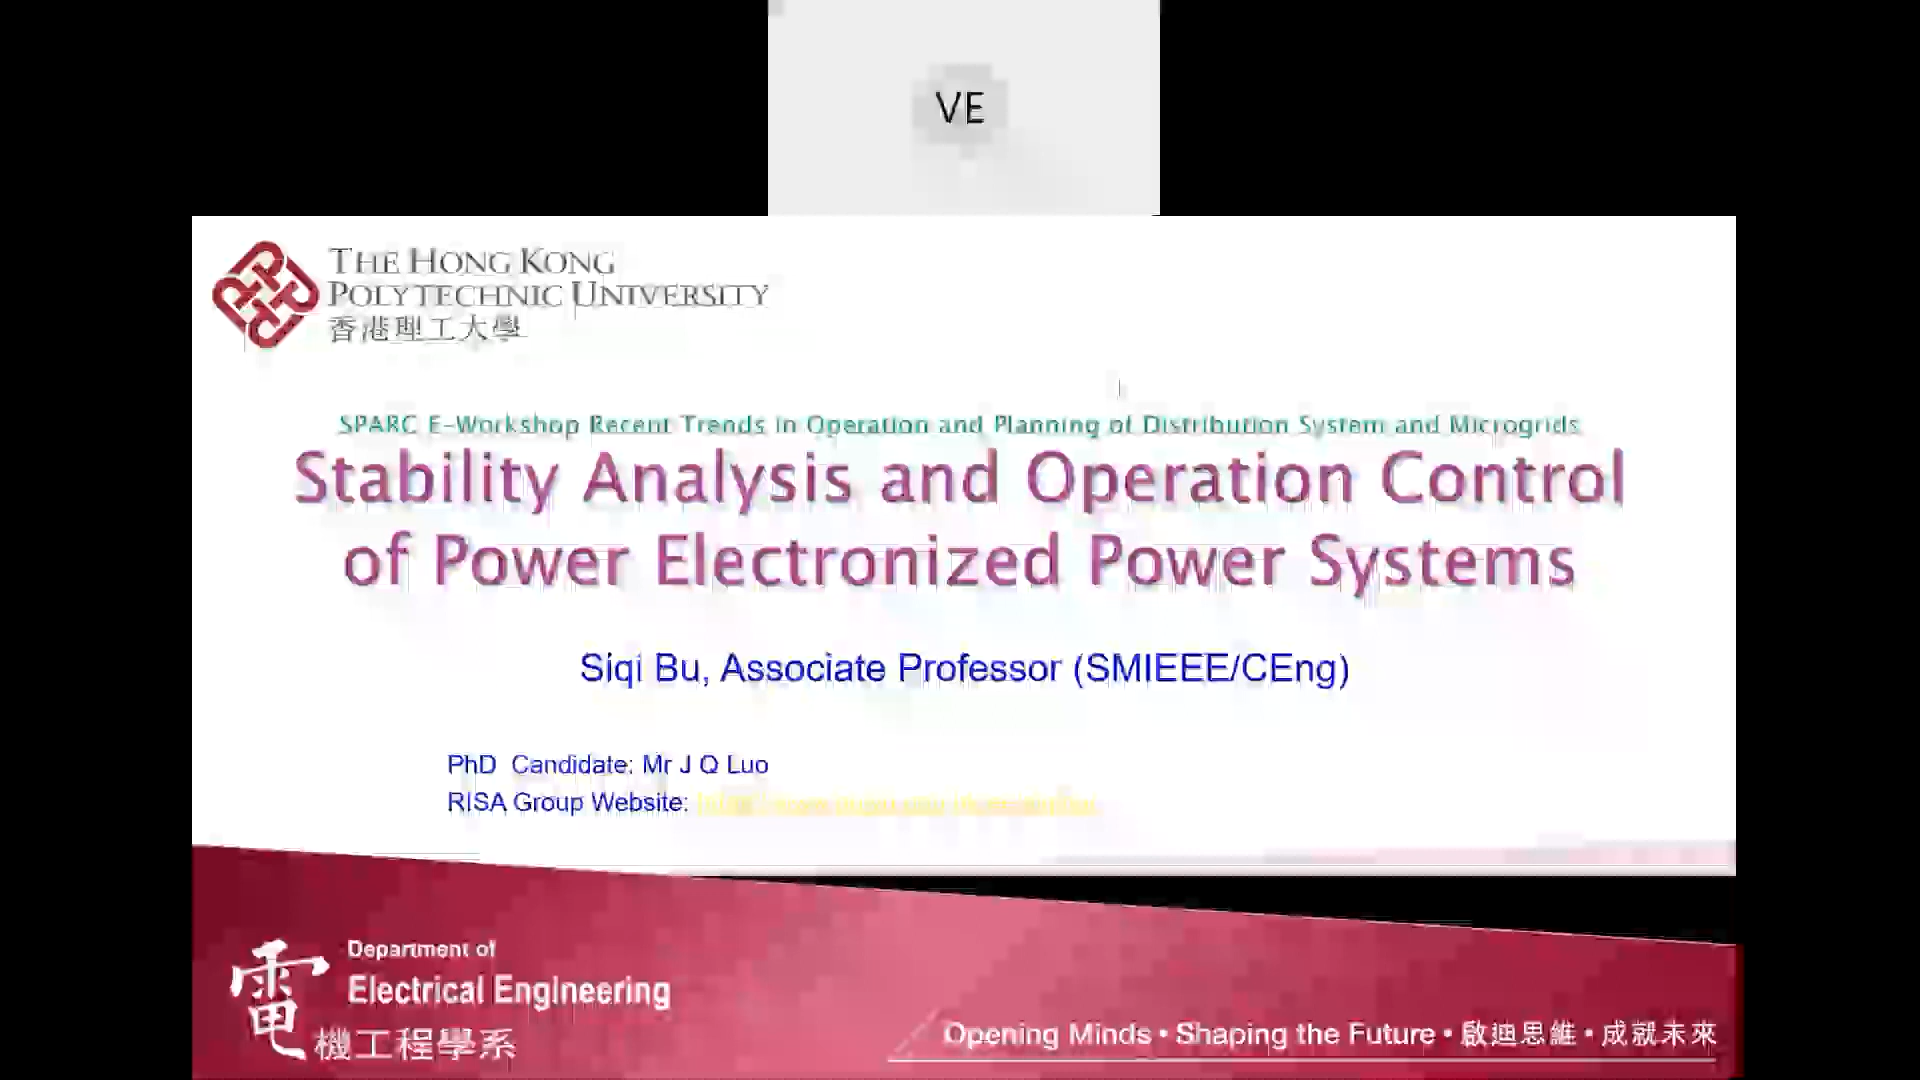 VE
THE HONG KONG
POLYTECHNIC UNIVERSITY
香港理工大學
SPARC E-Workshop Recent Trends in Operation and Planning of Distribution System and Microgrids
Stability Analysis and Operation Control
of Power Electronized Power Systems
Siqi Bu, Associate Professor (SMIEEE/CEng)
PhD Candidate: Mr J Q Luo
RISA Group Website:
Department of
Electrical Engineering
電機工程學系
Opening Minds • Shaping the Future • 啟迪思維 • 成就未來